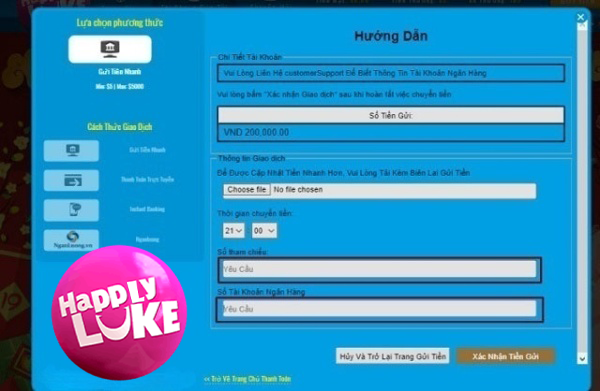 Lựa chọn phương thức
Gửi Tiền Nhanh
Min: $5 | Max: $5000
Cách Thức Giao Dịch
Gửi Tiền Nhanh
Thanh Toán Trực Tuyến
Instant Banking
NganLuong.vn
Nganluong
HAPPLY
LUKE
Hướng Dẫn
Chi Tiết Tài Khoản
Vui Lòng Liên Hệ customerSupport Để Biết Thông Tin Tài Khoản Ngân Hàng
Vui lòng bấm "Xác nhận Giao dịch" sau khi hoàn tất việc chuyển tiền.
Số Tiền Gửi:
VND 200,000.00
Thông tin Giao dịch
Để Được Cập Nhật Tiền Nhanh Hơn, Vui Lòng Tải Kèm Biên Lai Gửi Tiền
Choose file No file chosen
Thời gian chuyển tiền:
21 00
Số tham chiếu:
Yêu Cầu
Số Tài Khoản Ngân Hàng
Yêu Cầu
Hủy Và Trở Lại Trang Gửi Tiền
Xác Nhận Tiền Gửi
<< Trở Về Trang Chủ Thanh Toán